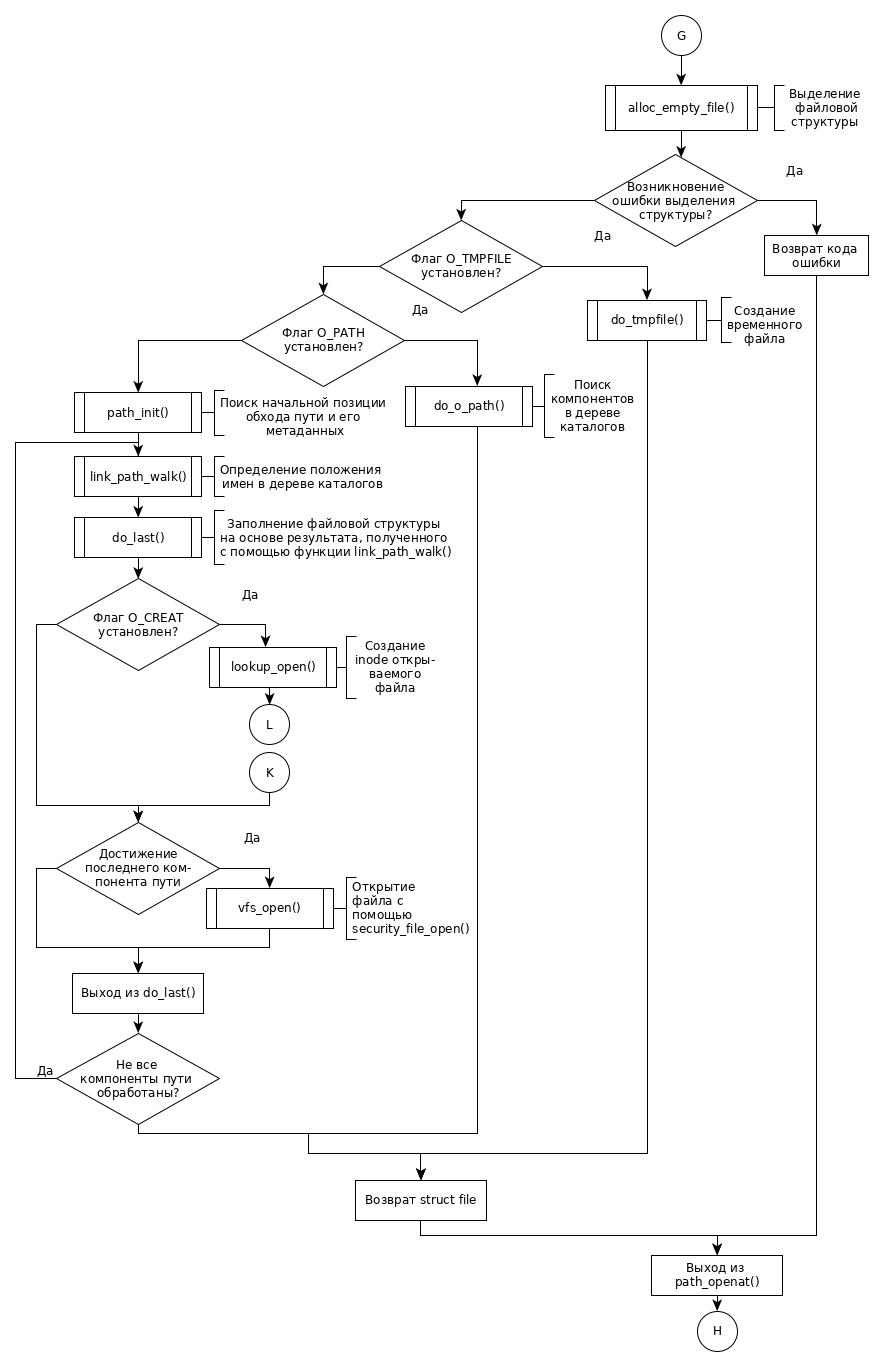 G
alloc_empty_file()
Выделение
файловой
структуры
Да
Возникновение
ошибки выделения
структуры?
Да
Возврат кода
ошибки
Флаг O_TMPFILE
установлен?
Да
do_tmpfile()
Создание
временного
файла
Флаг O_PATH
установлен?
path_init()
Поиск начальной позиции
обхода пути и его
метаданных
do_o_path()
Поиск
компонентов
в дереве
каталогов
link_path_walk()
Определение положения
имен в дереве каталогов
do_last()
Заполнение файловой структуры
на основе результата, полученного
с помощью функции link_path_walk()
Да
Флаг O_CREAT
установлен?
lookup_open()
Создание
inode откры-
ваемого
файла
L
K
Да
Достижение
последнего ком-
понента пути
vfs_open()
Открытие
файла с
помощью
security_file_open()
Выход из do_last()
Да
Не все
компоненты пути
обработаны?
Возврат struct file
Выход из
path_openat()
H